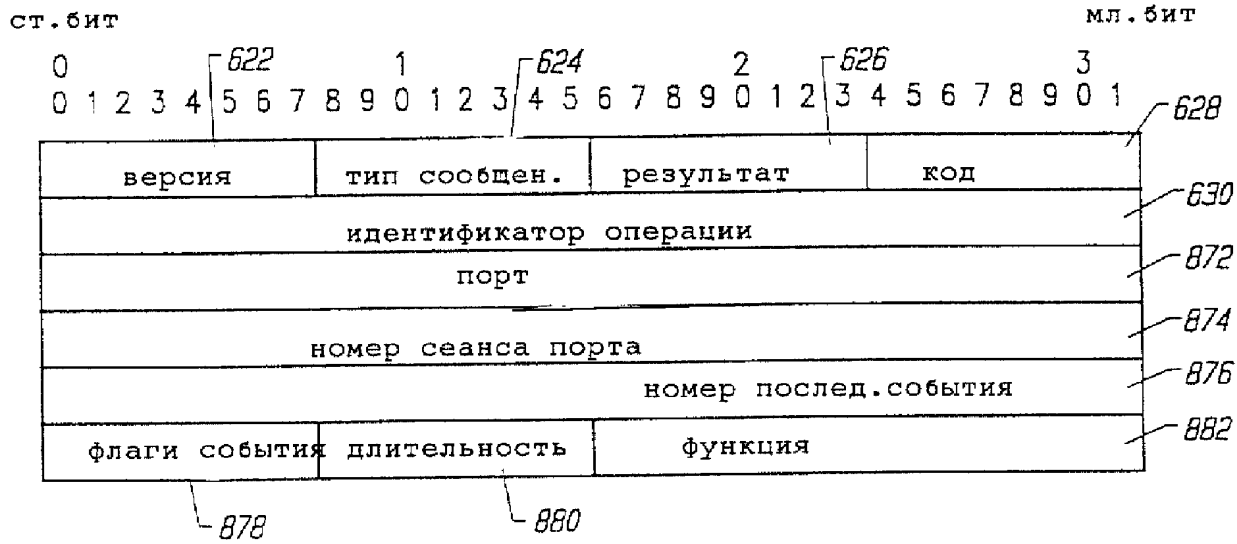 ст.бит мл.бит
0 622 1 624 2 626 3
0 1 2 3 4 5 6 7 8 9 0 1 2 3 4 5 6 7 8 9 0 1 2 3 4 5 6 7 8 9 0 1
628
версия тип сообщен. результат код
630
идентификатор операции
872
порт
874
номер сеанса порта
876
номер послед.события
882
флаги события длительность функция
878 880